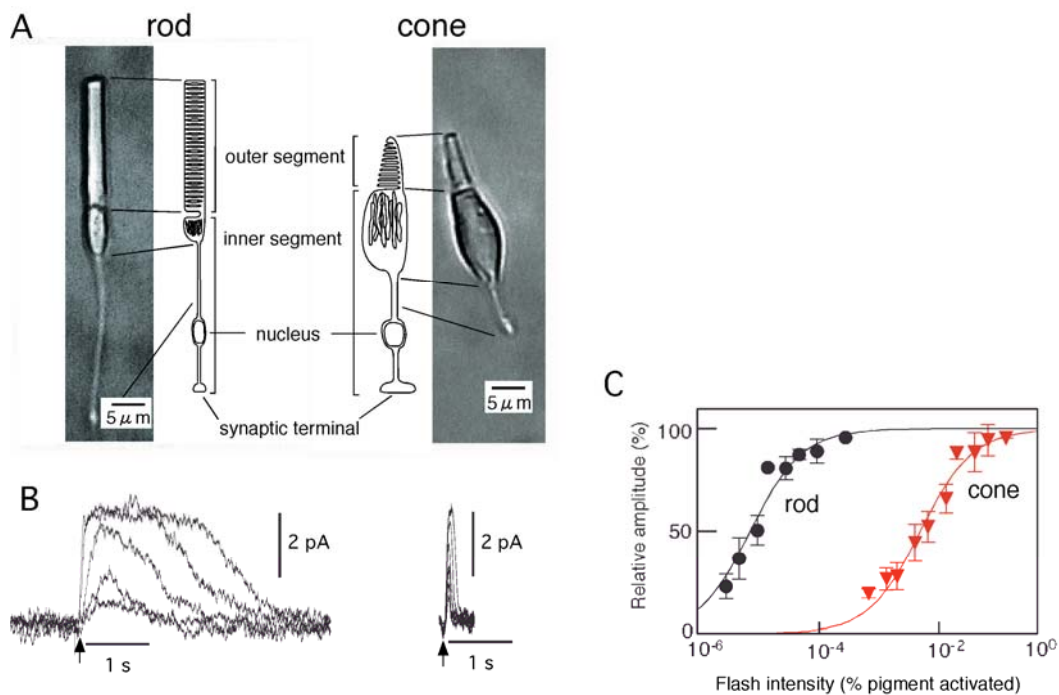 A
rod
cone
outer segment
inner segment
nucleus
synaptic terminal
5 μm
5 μm
B
2 pA
2 pA
1 s
1 s
C
Relative amplitude (%)
100
50
0
rod
cone
10⁻⁶
10⁻⁴
10⁻²
10⁰
Flash intensity (% pigment activated)